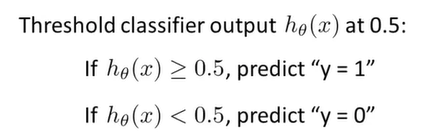 Threshold classifier output hθ(x) at 0.5:
If hθ(x) ≥ 0.5, predict “y = 1”
If hθ(x) < 0.5, predict “y = 0”